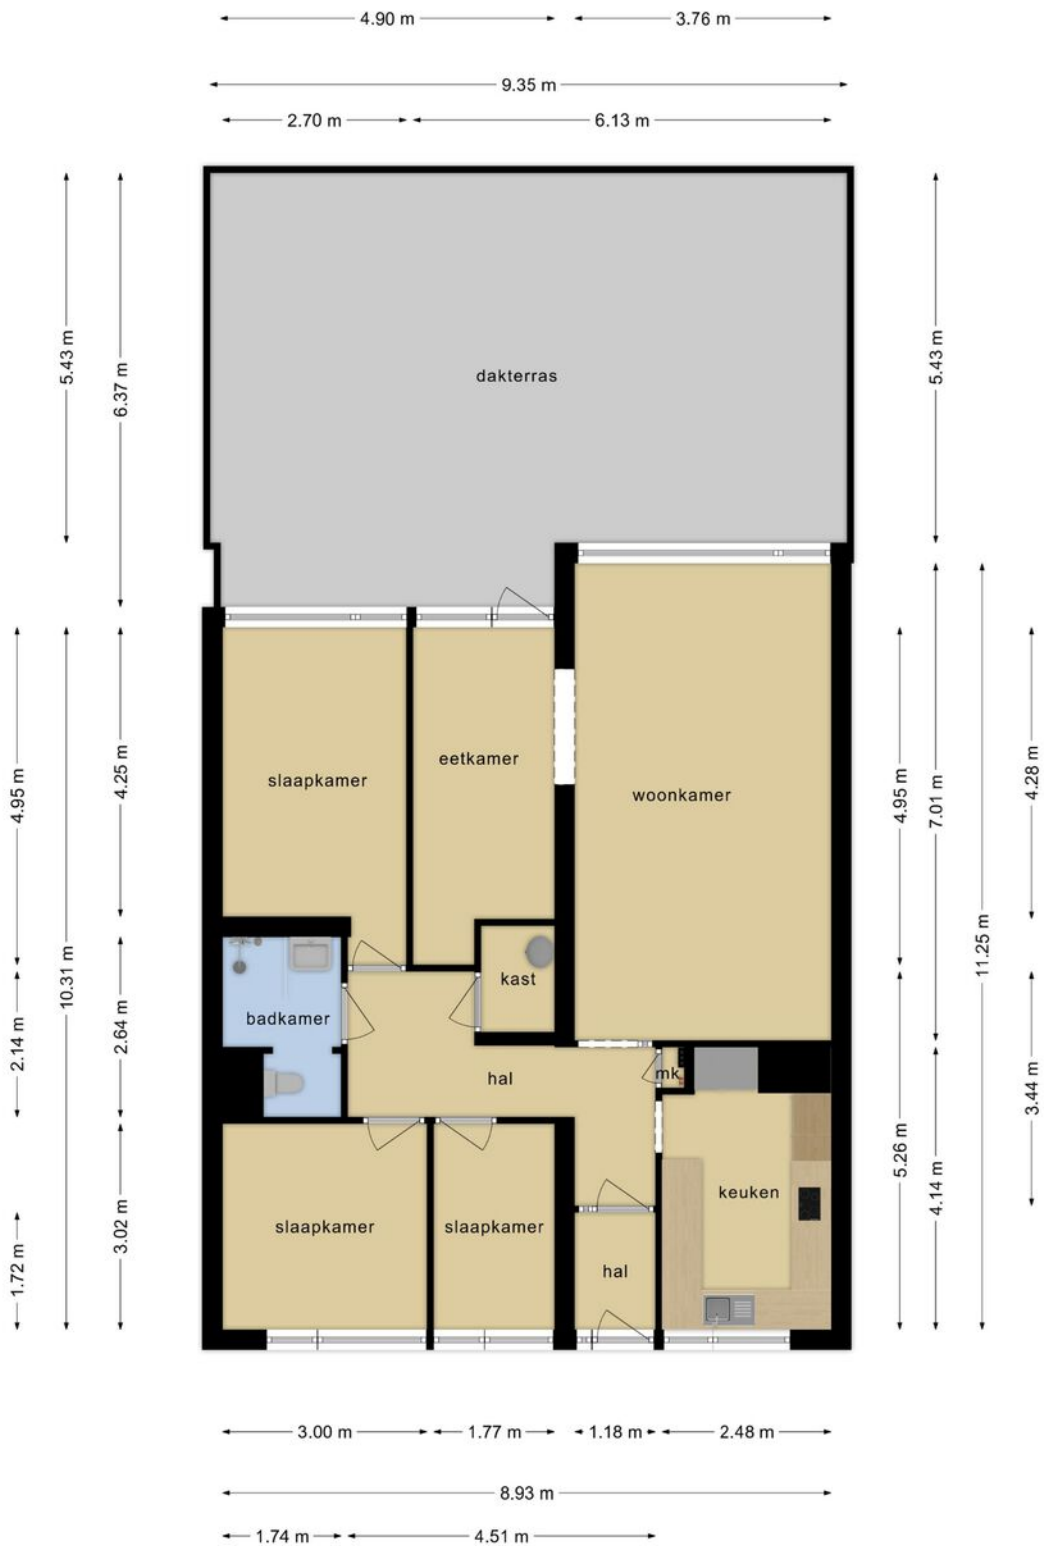 4.90 m
3.76 m
9.35 m
2.70 m
6.13 m
5.43 m
6.37 m
5.43 m
dakterras
4.95 m
4.25 m
slaapkamer
eetkamer
woonkamer
4.95 m
7.01 m
4.28 m
10.31 m
11.25 m
2.14 m
2.64 m
badkamer
kast
hal
mk
3.44 m
5.26 m
4.14 m
1.72 m
3.02 m
slaapkamer
slaapkamer
hal
keuken
3.00 m
1.77 m
1.18 m
2.48 m
8.93 m
1.74 m
4.51 m